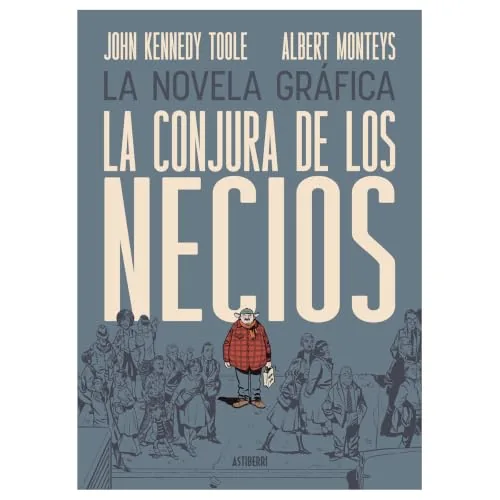 JOHN KENNEDY TOOLE ALBERT MONTEYS
LA NOVELA GRÁFICA
LA CONJURA DE LOS
NECIOS
ASTIBERRI